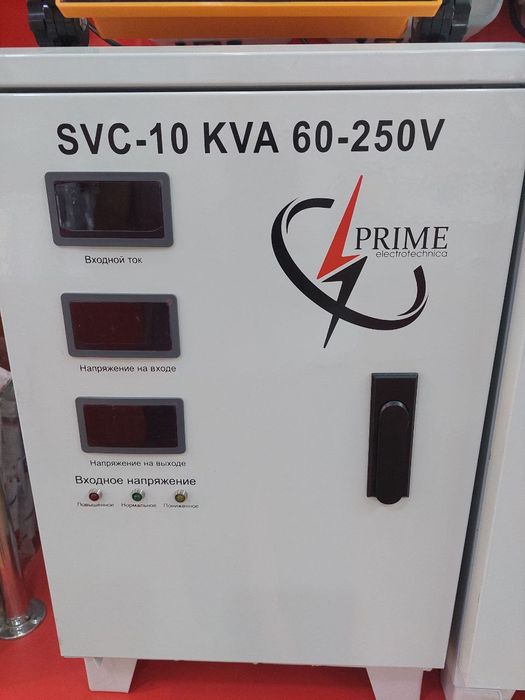 SVC-10 KVA 60-250V
PRIME
electrotechnica
Входной ток
Напряжение на входе
Напряжение на выходе
Входное напряжение
Повышенное Нормальное Пониженное